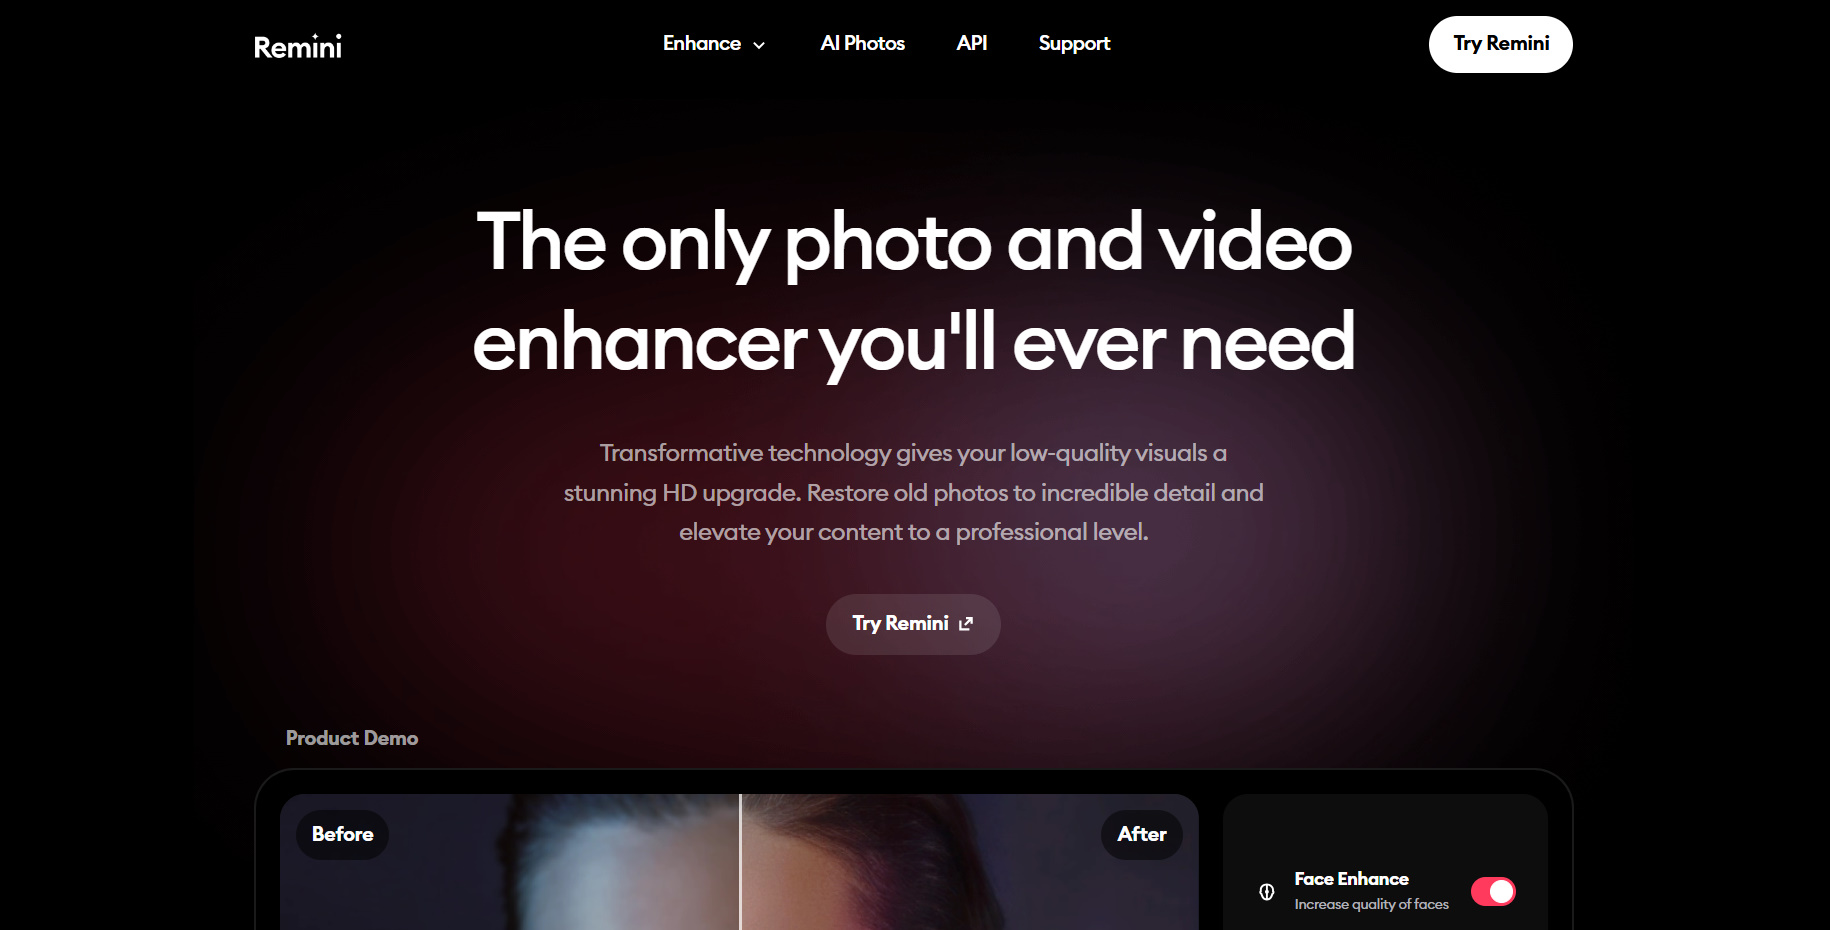 Remini
Enhance
AI Photos
API
Support
Try Remini
The only photo and video
enhancer you'll ever need
Transformative technology gives your low-quality visuals a
stunning HD upgrade. Restore old photos to incredible detail and
elevate your content to a professional level.
Try Remini
Product Demo
Before
After
Face Enhance
Increase quality of faces